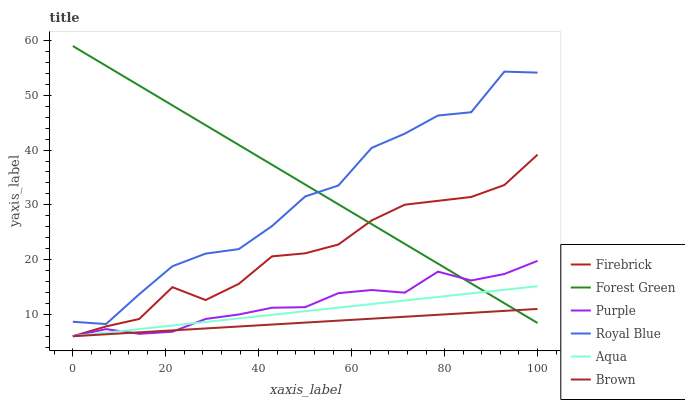 title
60
50
40
30
20
10
0
20
40
60
80
100
yaxis_label
xaxis_label
Firebrick
Forest Green
Purple
Royal Blue
Aqua
Brown